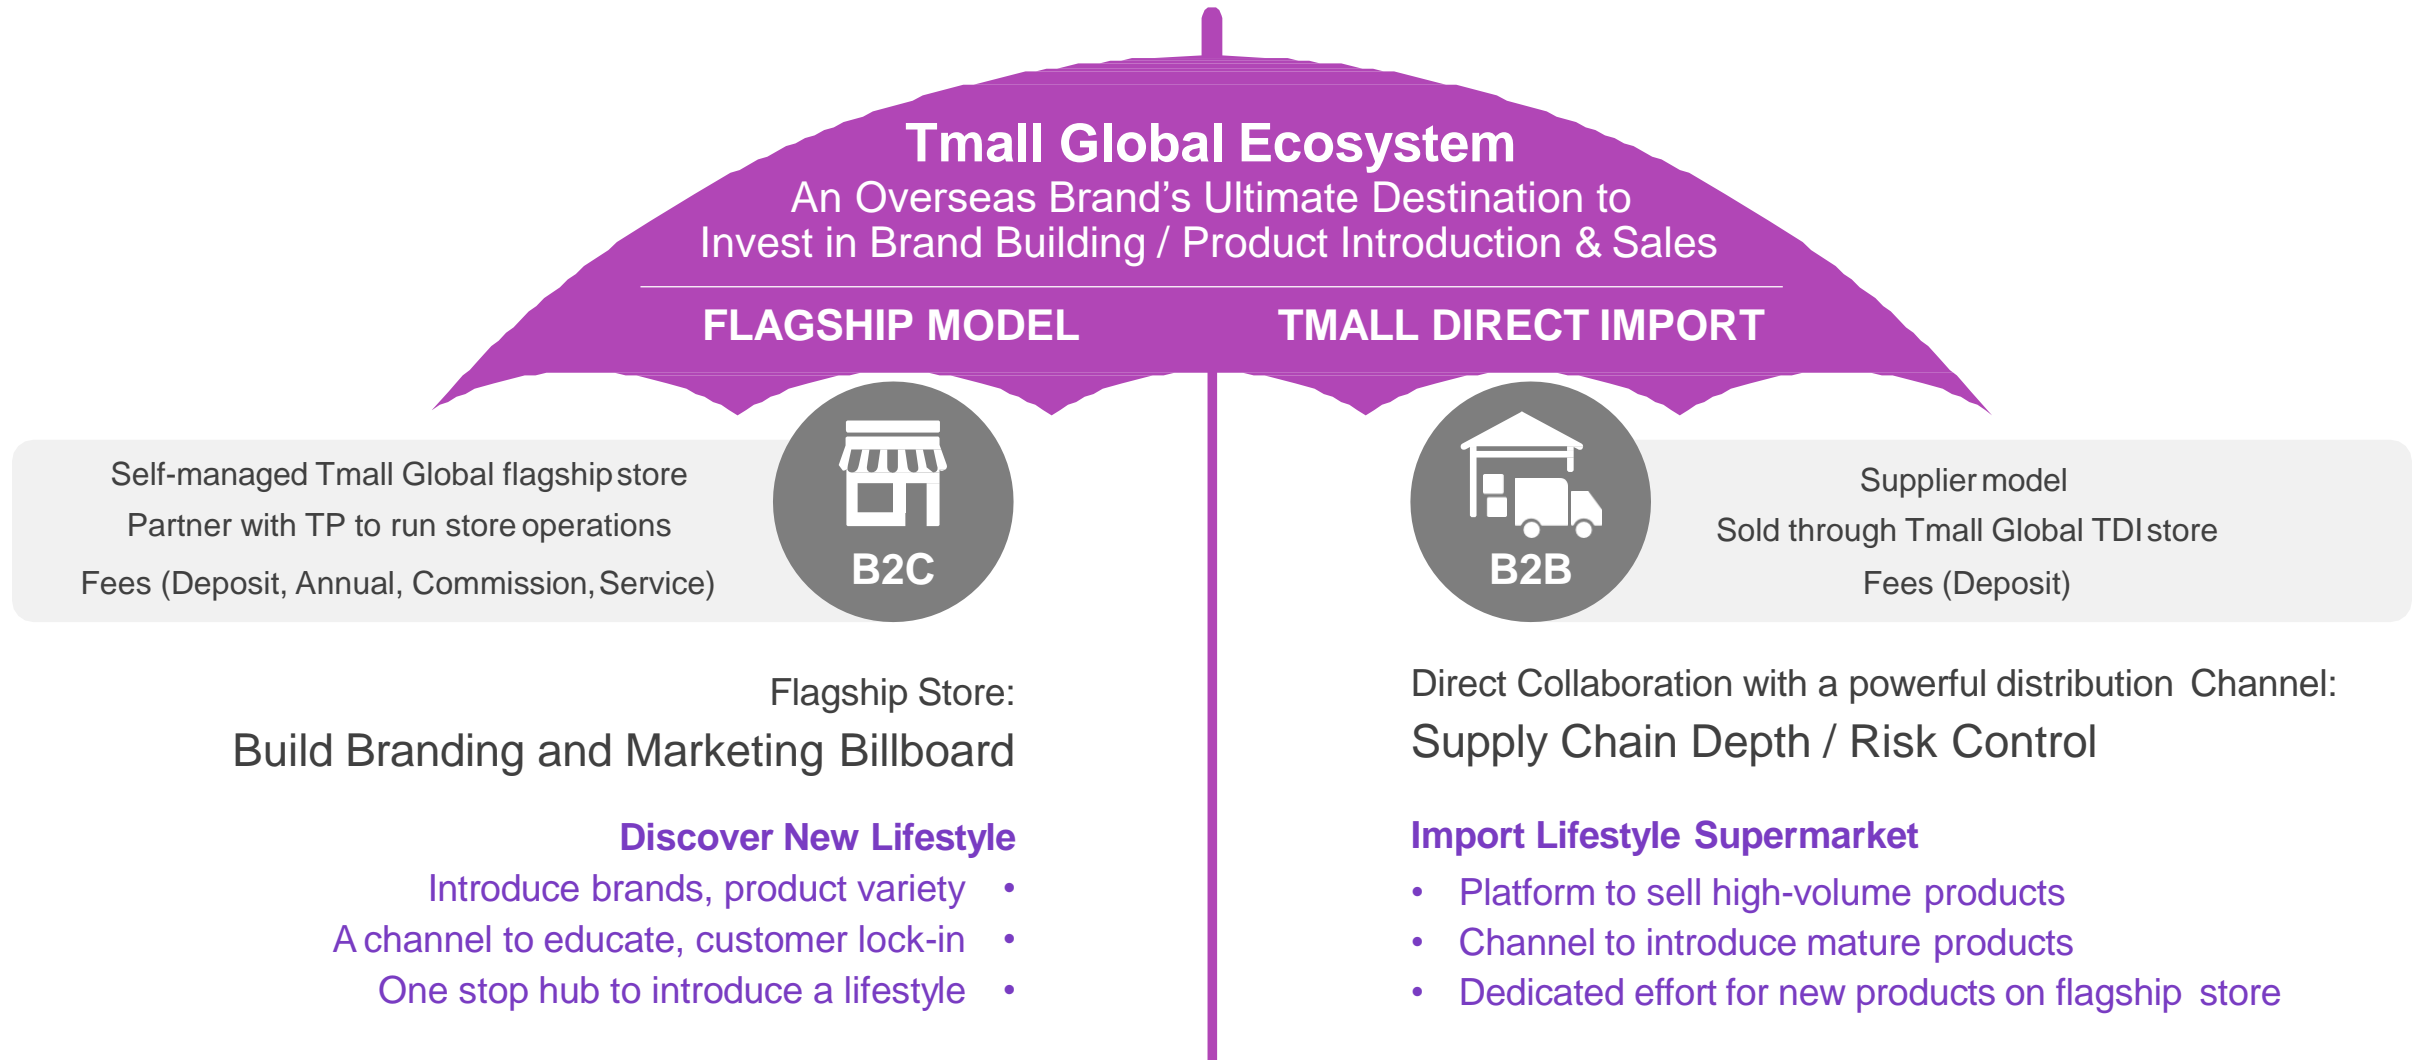 Tmall Global Ecosystem
An Overseas Brand’s Ultimate Destination to
Invest in Brand Building / Product Introduction & Sales
FLAGSHIP MODEL
TMALL DIRECT IMPORT
Self-managed Tmall Global flagship store
Partner with TP to run store operations
Fees (Deposit, Annual, Commission, Service)
B2C
Flagship Store:
Build Branding and Marketing Billboard
Discover New Lifestyle
Introduce brands, product variety •
A channel to educate, customer lock-in •
One stop hub to introduce a lifestyle •
B2B
Supplier model
Sold through Tmall Global TDI store
Fees (Deposit)
Direct Collaboration with a powerful distribution Channel:
Supply Chain Depth / Risk Control
Import Lifestyle Supermarket
• Platform to sell high-volume products
• Channel to introduce mature products
• Dedicated effort for new products on flagship store